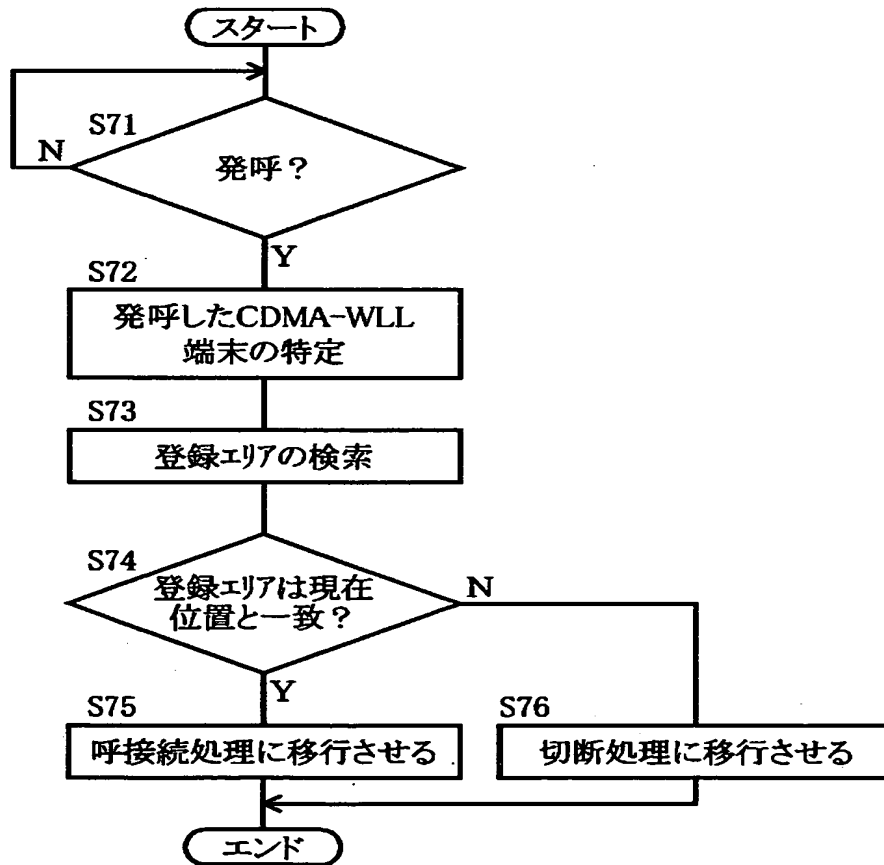 スタート
S71
N
発呼?
Y
S72
発呼したCDMA-WLL
端末の特定
S73
登録エリアの検索
S74
登録エリアは現在
位置と一致?
N
Y
S75
呼接続処理に移行させる
S76
切断処理に移行させる
エンド